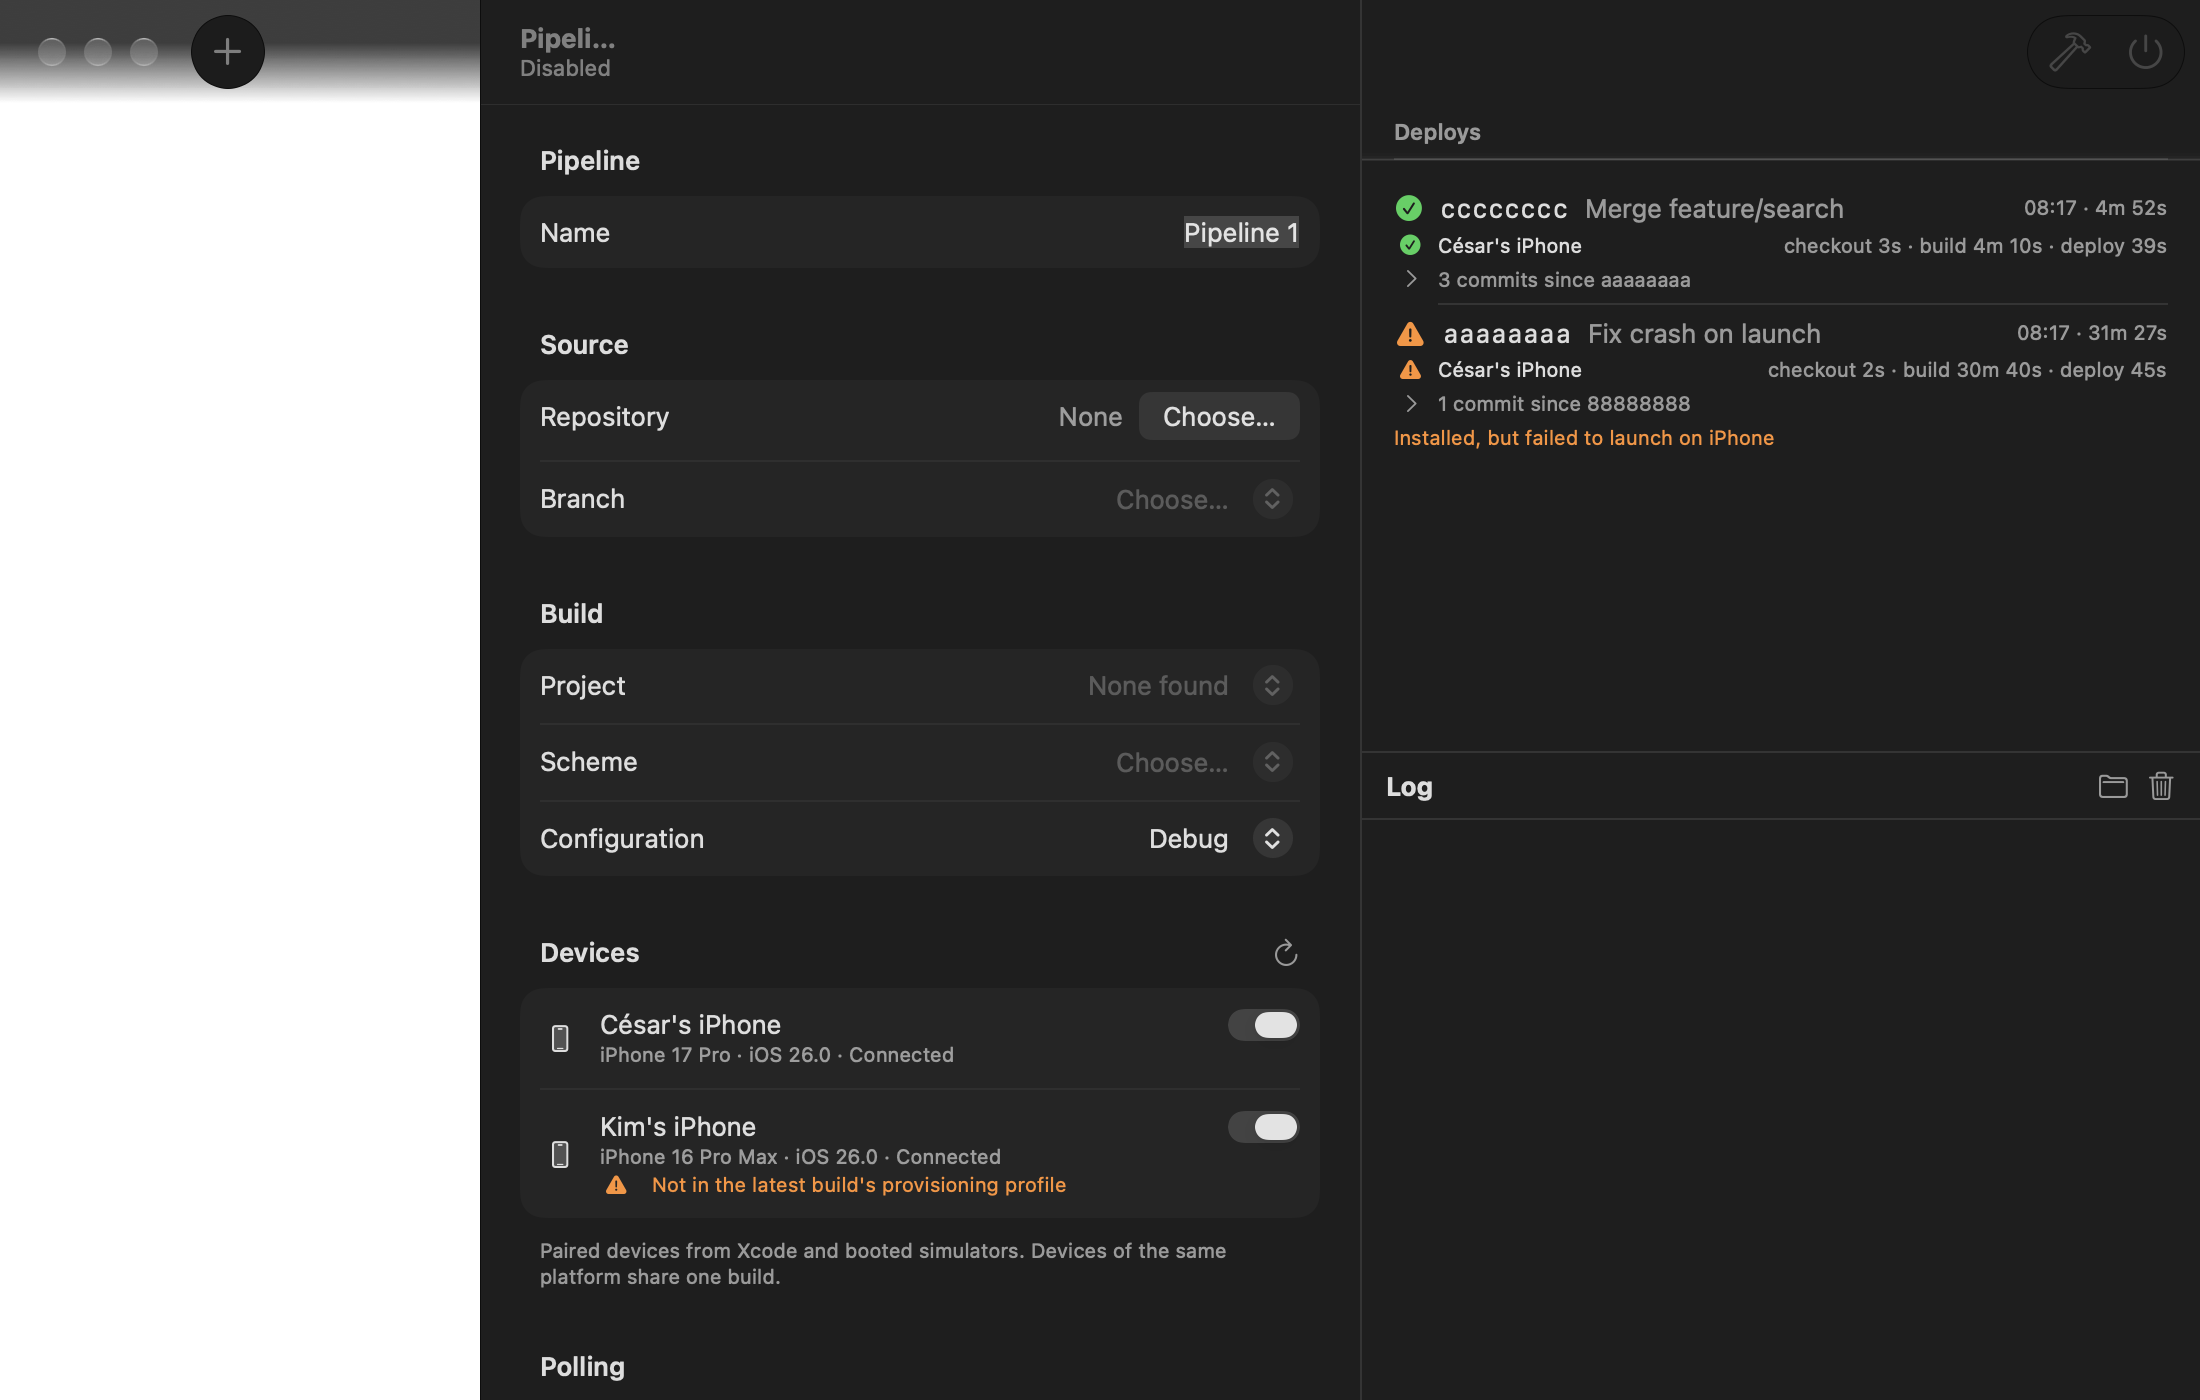 Pipeli...
Disabled
Pipeline
Name Pipeline 1
Source
Repository None Choose...
Branch Choose...
Build
Project None found
Scheme Choose...
Configuration Debug
Devices
César's iPhone
iPhone 17 Pro · iOS 26.0 · Connected
Kim's iPhone
iPhone 16 Pro Max · iOS 26.0 · Connected
Not in the latest build's provisioning profile
Paired devices from Xcode and booted simulators. Devices of the same
platform share one build.
Polling
Deploys
cccccccc Merge feature/search 08:17 · 4m 52s
César's iPhone checkout 3s · build 4m 10s · deploy 39s
3 commits since aaaaaaaa
aaaaaaaa Fix crash on launch 08:17 · 31m 27s
César's iPhone checkout 2s · build 30m 40s · deploy 45s
1 commit since 88888888
Installed, but failed to launch on iPhone
Log